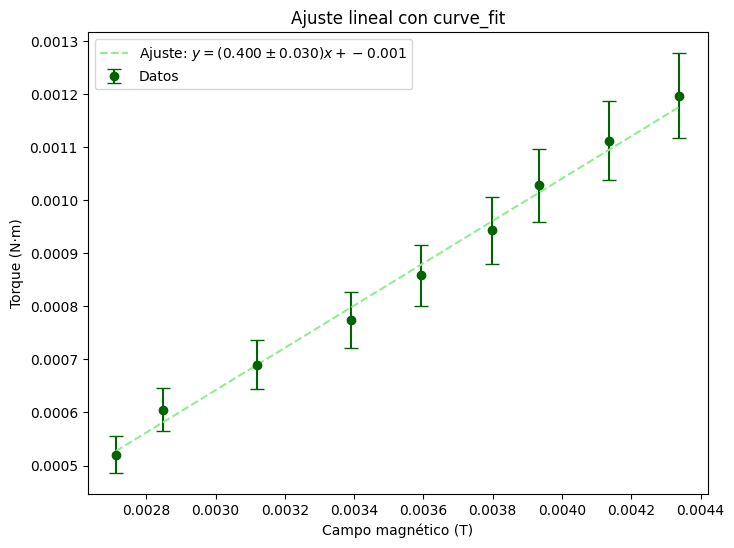 Ajuste lineal con curve_fit
Ajuste: y = (0.400 ± 0.030)x + − 0.001
Datos
0.0013
0.0012
0.0011
0.0010
0.0009
0.0008
0.0007
0.0006
0.0005
Torque (N·m)
0.0028 0.0030 0.0032 0.0034 0.0036 0.0038 0.0040 0.0042 0.0044
Campo magnético (T)